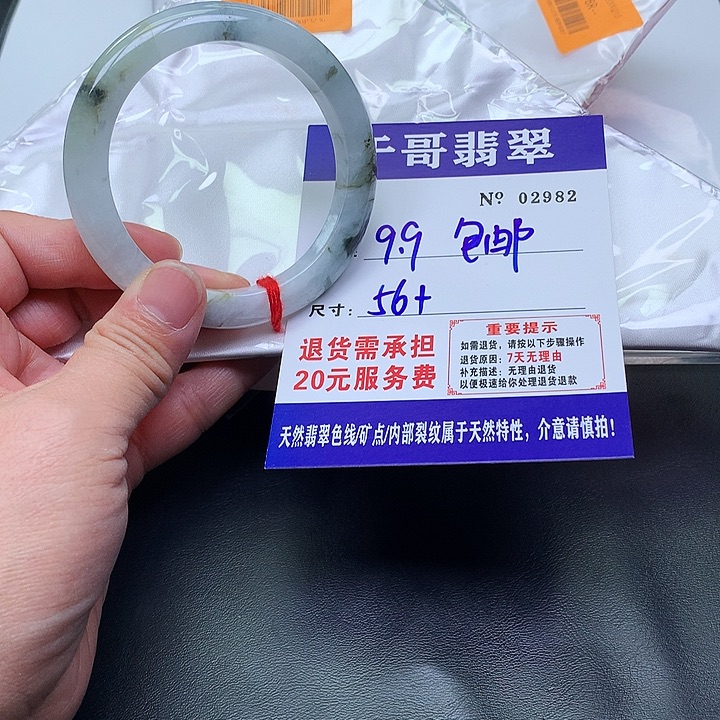 哥翡翠
Nº 02982
: 9.9 包邮
尺寸: 56+
退货需承担
20元服务费
重要提示
如需退货,请按以下步骤操作
退货原因:7天无理由
补充描述:无理由退货
以便极速给你处理退货退款
天然翡翠色线/矿点/内部裂纹属于天然特性,介意请慎拍!